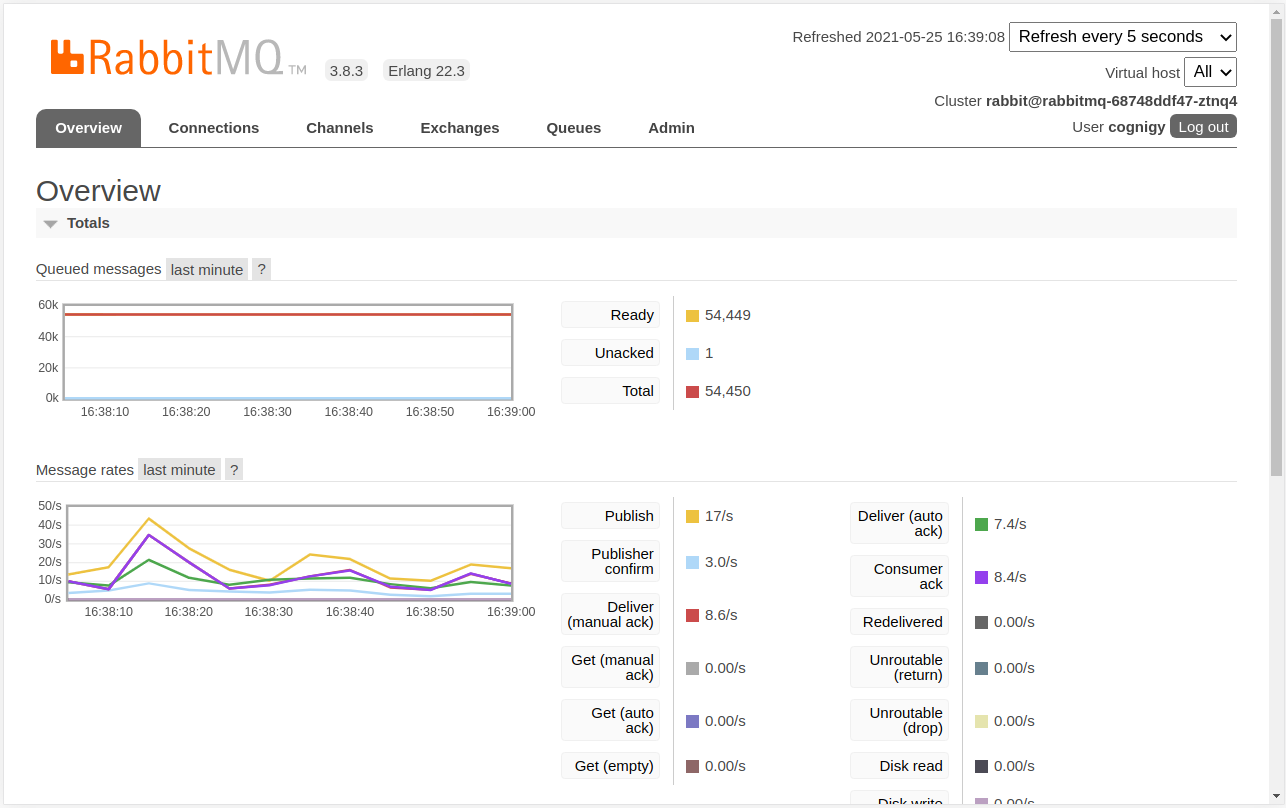 RabbitMQ TM 3.8.3 Erlang 22.3
Refreshed 2021-05-25 16:39:08 Refresh every 5 seconds
Virtual host All
Cluster rabbit@rabbitmq-68748ddf47-ztnq4
User cognigy Log out
Overview Connections Channels Exchanges Queues Admin
Overview
Totals
Queued messages last minute ?
60k
40k
20k
0k
16:38:10 16:38:20 16:38:30 16:38:40 16:38:50 16:39:00
Ready 54,449
Unacked 1
Total 54,450
Message rates last minute ?
50/s
40/s
30/s
20/s
10/s
0/s
16:38:10 16:38:20 16:38:30 16:38:40 16:38:50 16:39:00
Publish 17/s
Publisher
confirm 3.0/s
Deliver
(manual ack) 8.6/s
Get (manual
ack) 0.00/s
Get (auto
ack) 0.00/s
Get (empty) 0.00/s
Deliver (auto
ack) 7.4/s
Consumer
ack 8.4/s
Redelivered 0.00/s
Unroutable
(return) 0.00/s
Unroutable
(drop) 0.00/s
Disk read 0.00/s
Disk write 0.00/s